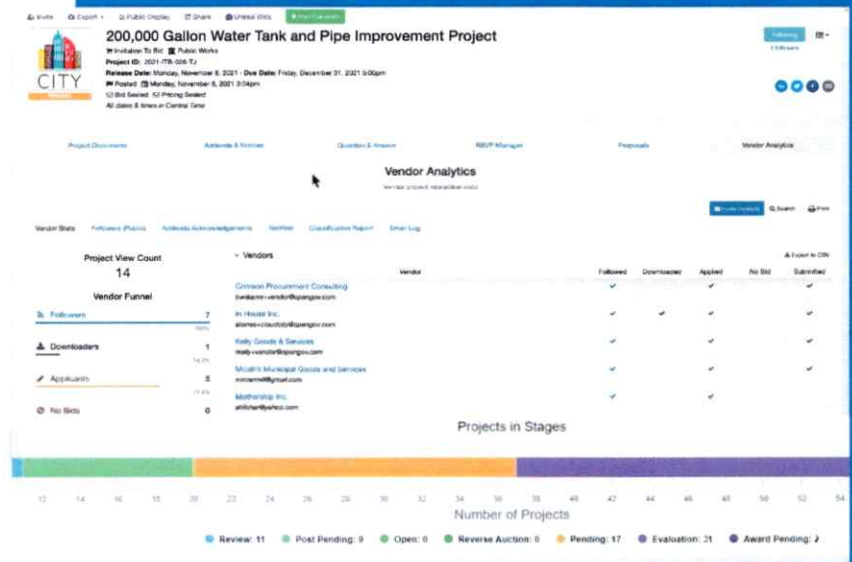 Invite Export Public Display Share
200,000 Gallon Water Tank and Pipe Improvement Project
Following
Invitation To Bid Public Works
Project ID: 2021-ITB-026-TJ
Release Date: Monday, November 8, 2021 - Due Date: Friday, December 31, 2021 5:00pm
Posted Monday, November 8, 2021 3:04pm
Bid Sealed Pricing Sealed
All dates & times in Central Time
CITY
Project Documents Addenda & Notices Question & Answer RSVP Manager Proposals Vendor Analytics
Vendor Analytics
Vendor project interaction stats
Search Print
Vendor Stats Followers (Public) Addenda Acknowledgements Notified Classification Report Email Log
Project View Count
14
Vendor Funnel
Followers 7
Downloaders 1
Applicants 5
No Bids 0
Vendors
Export to CSV
Vendor Followed Downloaded Applied No Bid Submitted
Crimson Procurement Consulting
In House Inc.
Kelly Goods & Services
Micah's Municipal Goods and Services
Mothership Inc.
Projects in Stages
12 14 16 18 20 22 24 26 28 30 32 34 36 38 40 42 44 46 48 50 52 54
Number of Projects
Review: 11 Post Pending: 9 Open: 0 Reverse Auction: 0 Pending: 17 Evaluation: 31 Award Pending: 2